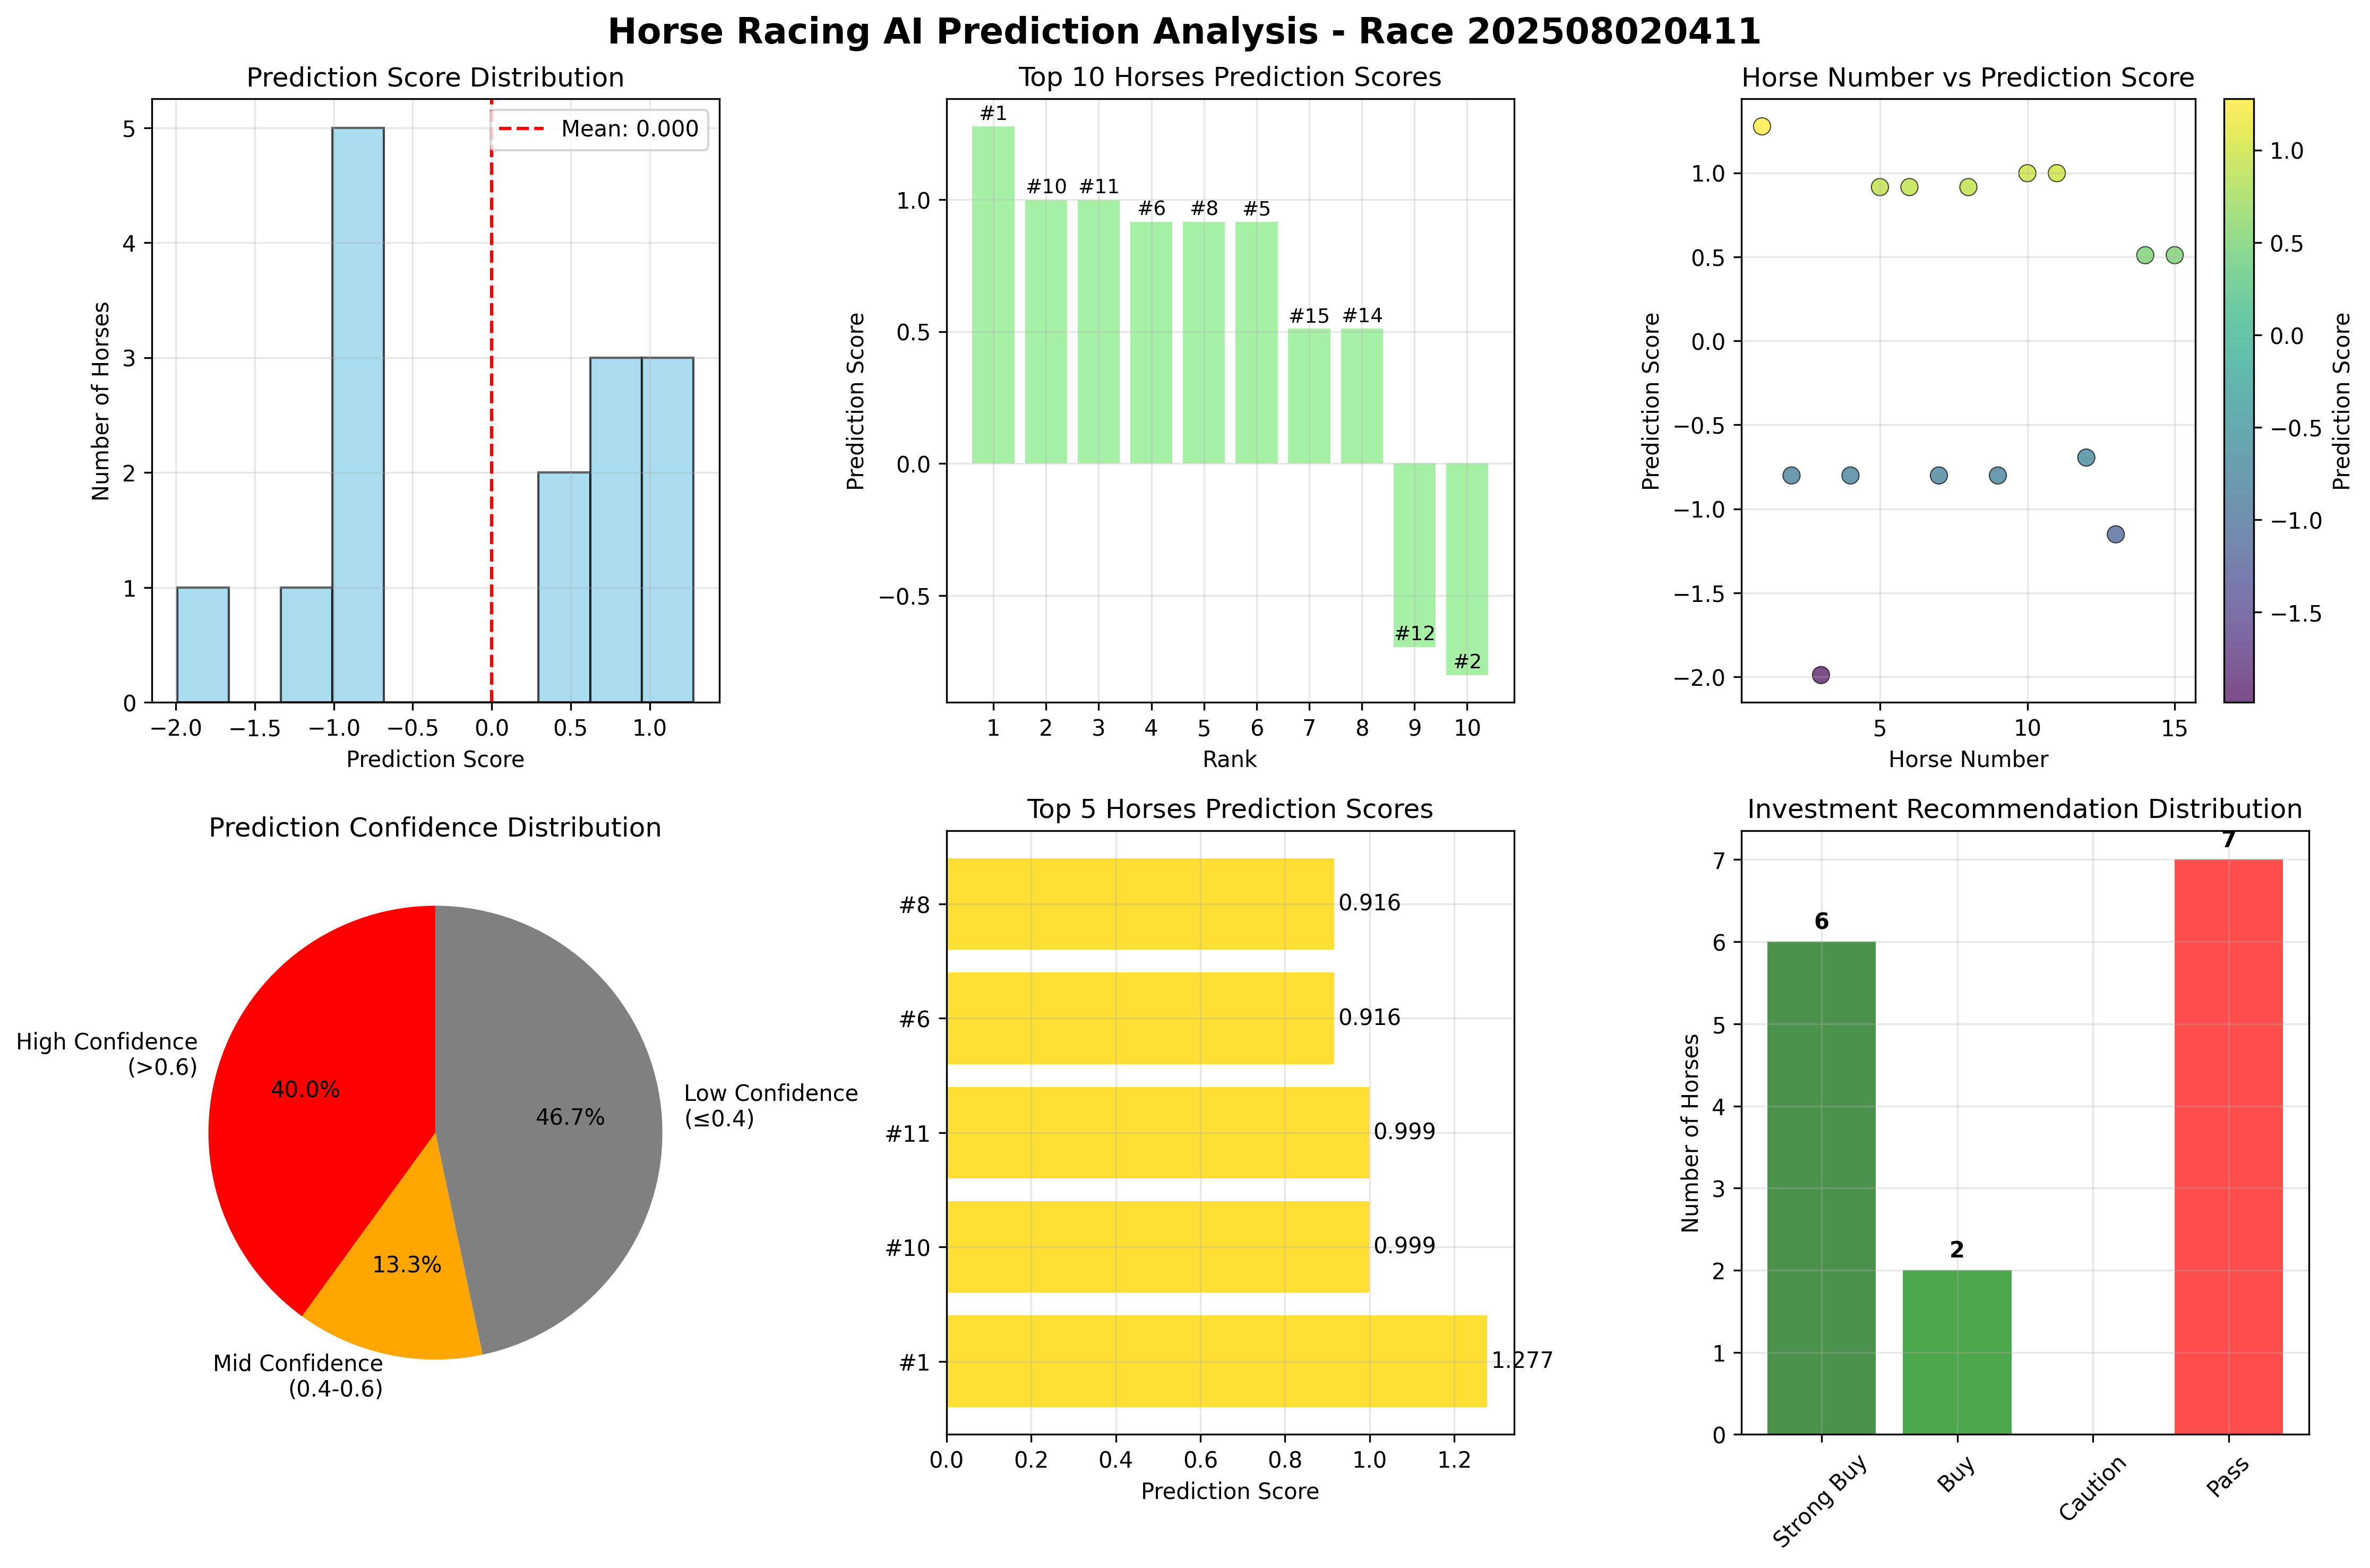 Horse Racing AI Prediction Analysis - Race 202508020411
Prediction Score Distribution
Mean: 0.000
5
4
3
2
1
0
Number of Horses
−2.0 −1.5 −1.0 −0.5 0.0 0.5 1.0
Prediction Score
Top 10 Horses Prediction Scores
#1 #10 #11 #6 #8 #5 #15 #14 #12 #2
1.0
0.5
0.0
−0.5
Prediction Score
1 2 3 4 5 6 7 8 9 10
Rank
Horse Number vs Prediction Score
1.0
0.5
0.0
−0.5
−1.0
−1.5
−2.0
Prediction Score
5 10 15
Horse Number
1.0
0.5
0.0
−0.5
−1.0
−1.5
Prediction Score
Prediction Confidence Distribution
High Confidence
(>0.6)
40.0%
Low Confidence
(≤0.4)
46.7%
13.3%
Mid Confidence
(0.4-0.6)
Top 5 Horses Prediction Scores
#8 0.916
#6 0.916
#11 0.999
#10 0.999
#1 1.277
0.0 0.2 0.4 0.6 0.8 1.0 1.2
Prediction Score
Investment Recommendation Distribution
7
6
5
4
3
2
1
0
Number of Horses
6
2
7
Strong Buy
Buy
Caution
Pass